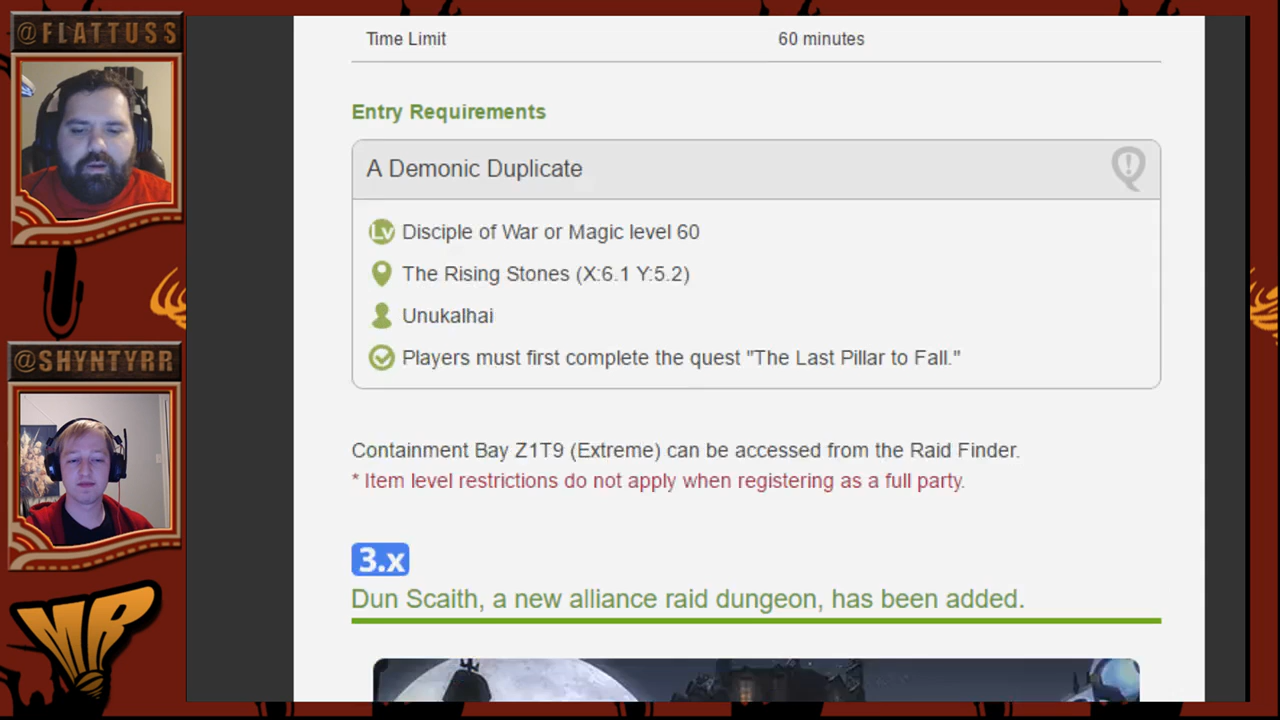 @FLATTUSS
Time Limit 60 minutes
Entry Requirements
A Demonic Duplicate
Lv Disciple of War or Magic level 60
The Rising Stones (X:6.1 Y:5.2)
Unukalhai
Players must first complete the quest "The Last Pillar to Fall."
@SHYNTYRR
Containment Bay Z1T9 (Extreme) can be accessed from the Raid Finder.
* Item level restrictions do not apply when registering as a full party.
3.x
Dun Scaith, a new alliance raid dungeon, has been added.
MR